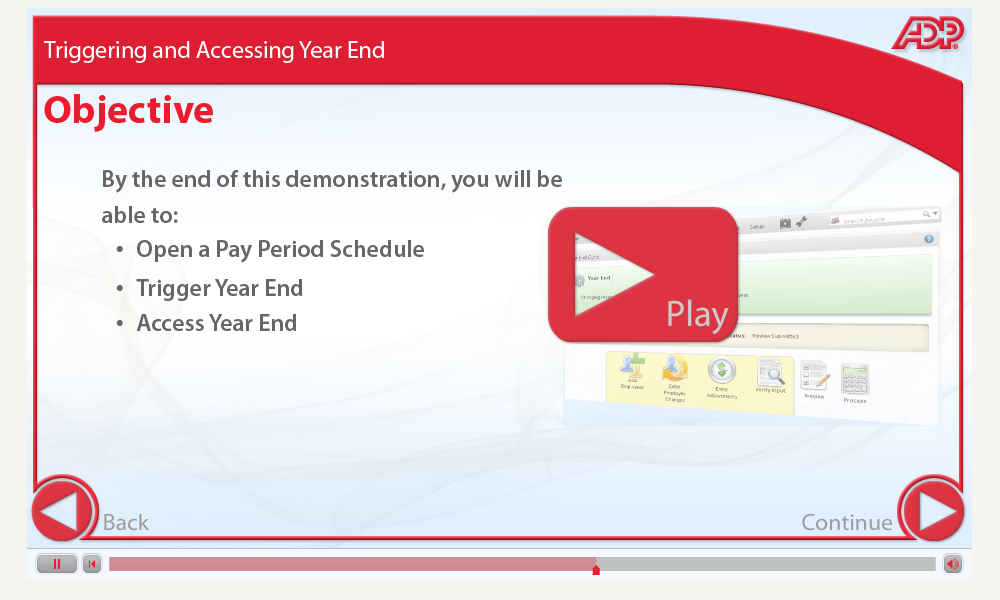 Triggering and Accessing Year End
ADP
Objective
By the end of this demonstration, you will be
able to:
• Open a Pay Period Schedule
• Trigger Year End
• Access Year End
Play
Setup
search people
Year End
Status: Preview Submitted
Add
Employees
Enter
Employee
Changes
Enter
Adjustments
Verify Input
Preview
Process
Back
Continue